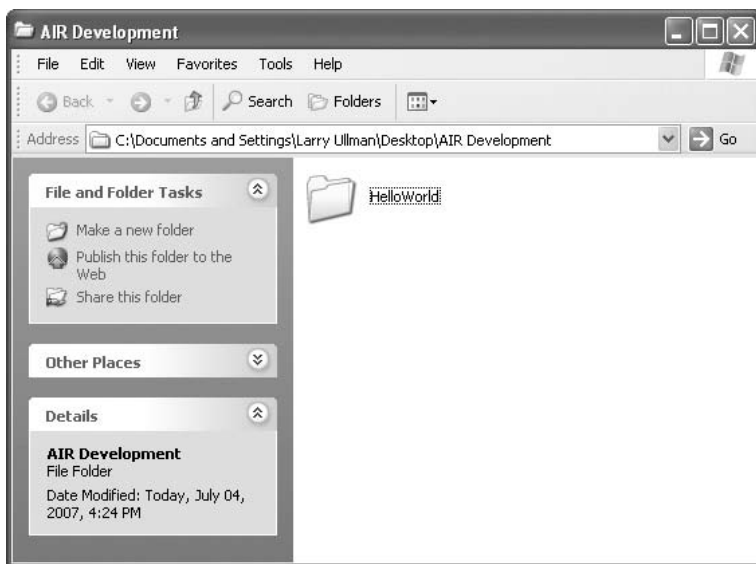 AIR Development
File Edit View Favorites Tools Help
Back Search Folders
Address C:\Documents and Settings\Larry Ullman\Desktop\AIR Development Go
File and Folder Tasks
Make a new folder
Publish this folder to the
Web
Share this folder
Other Places
Details
AIR Development
File Folder
Date Modified: Today, July 04,
2007, 4:24 PM
HelloWorld